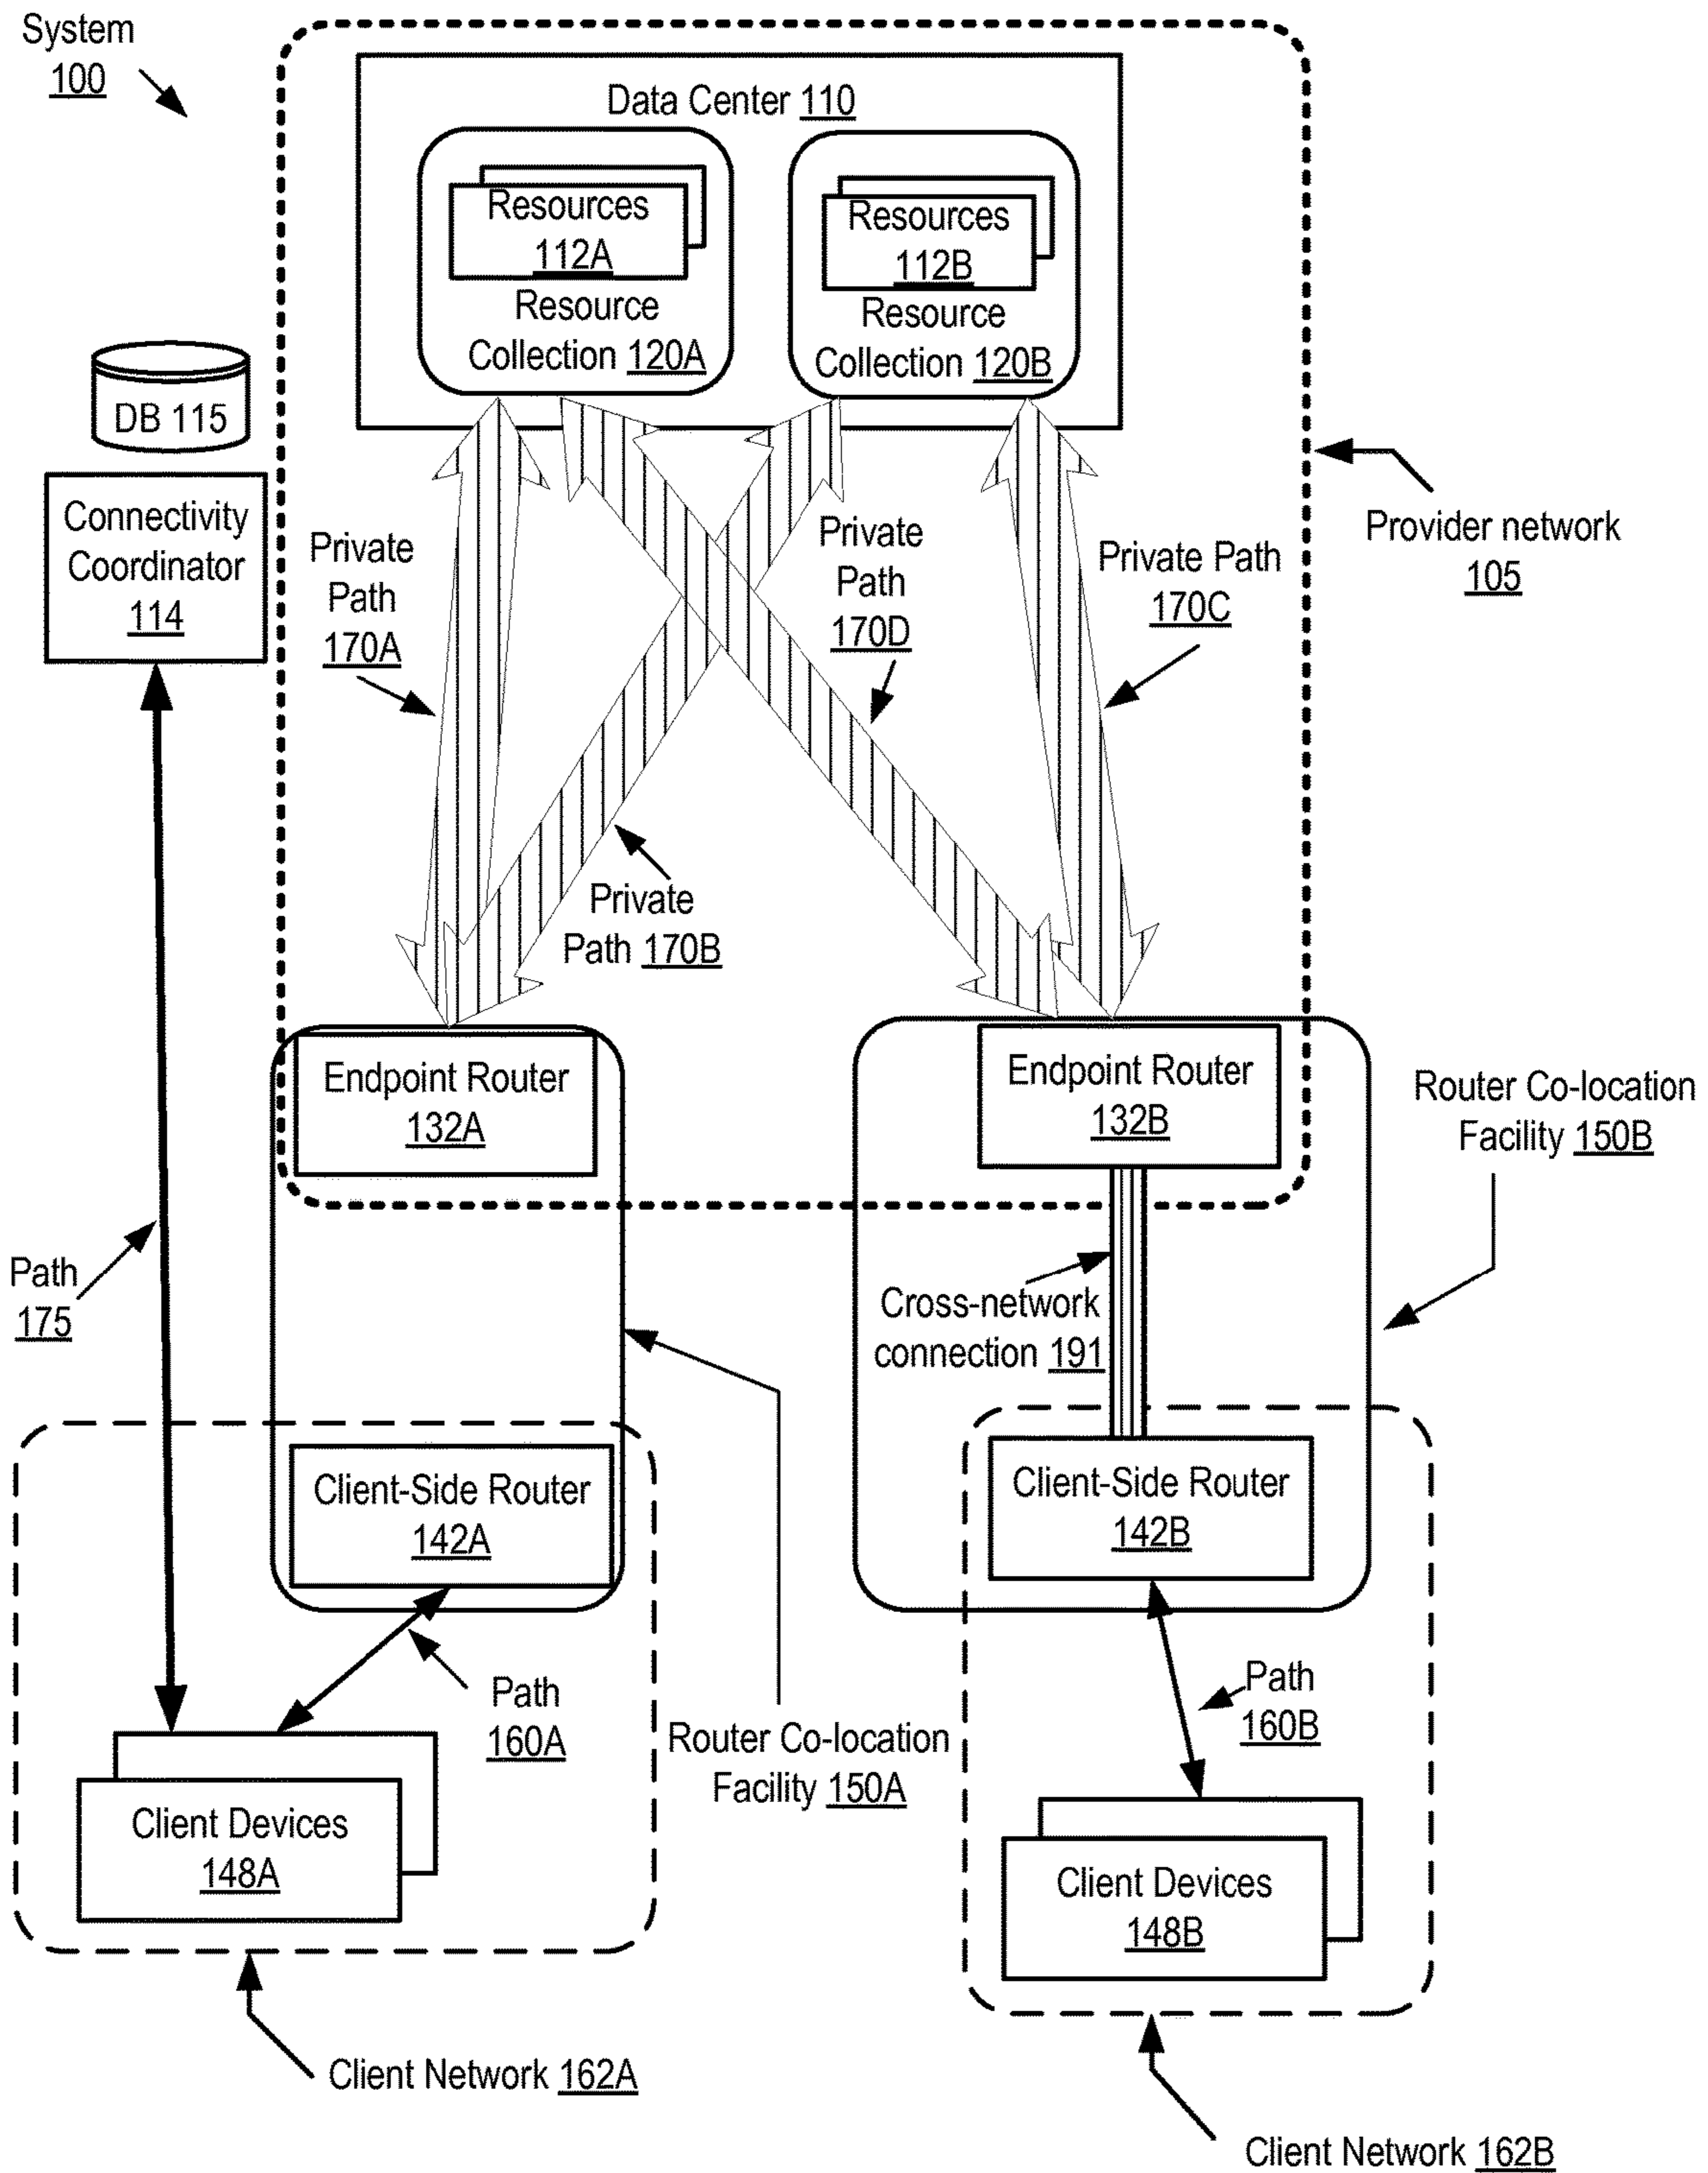 System
100
Data Center 110
Resources
112A
Resource
Collection 120A
Resources
112B
Resource
Collection 120B
DB 115
Connectivity
Coordinator
114
Provider network
105
Private
Path
170A
Private
Path
170D
Private Path
170C
Private
Path 170B
Endpoint Router
132A
Endpoint Router
132B
Router Co-location
Facility 150B
Path
175
Cross-network
connection 191
Client-Side Router
142A
Client-Side Router
142B
Path
160A
Path
160B
Router Co-location
Facility 150A
Client Devices
148A
Client Devices
148B
Client Network 162A
Client Network 162B